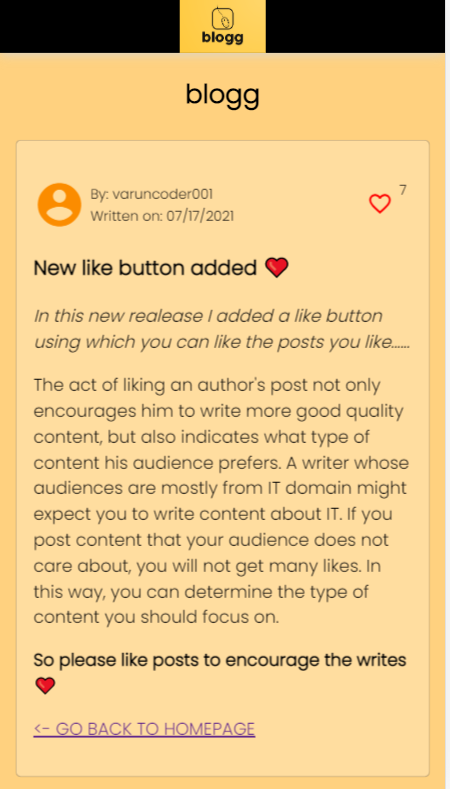 blogg
blogg
By: varuncoder001
Written on: 07/17/2021
7
New like button added ❤️
In this new realease I added a like button
using which you can like the posts you like......
The act of liking an author's post not only
encourages him to write more good quality
content, but also indicates what type of
content his audience prefers. A writer whose
audiences are mostly from IT domain might
expect you to write content about IT. If you
post content that your audience does not
care about, you will not get many likes. In
this way, you can determine the type of
content you should focus on.
So please like posts to encourage the writes
❤️
<- GO BACK TO HOMEPAGE